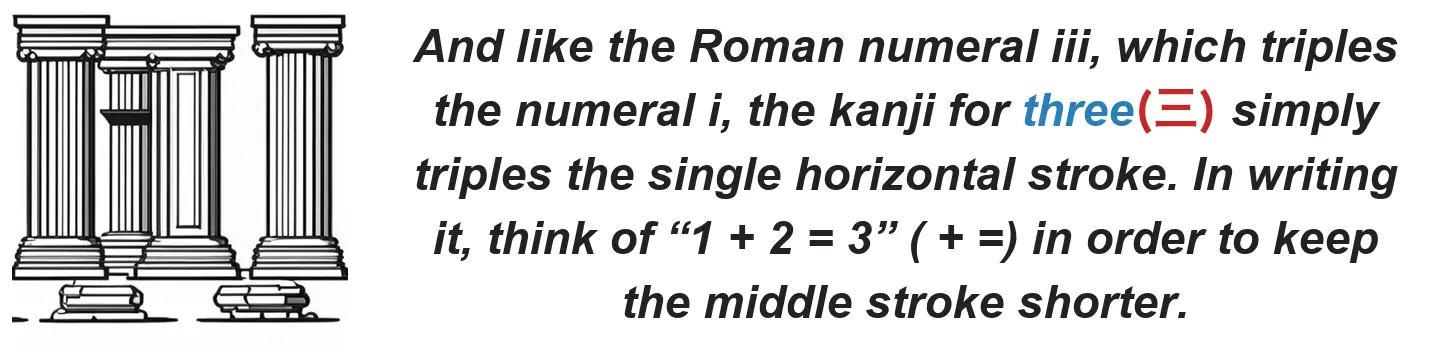 And like the Roman numeral iii, which triples
the numeral i, the kanji for three(三) simply
triples the single horizontal stroke. In writing
it, think of “1 + 2 = 3” ( + =) in order to keep
the middle stroke shorter.